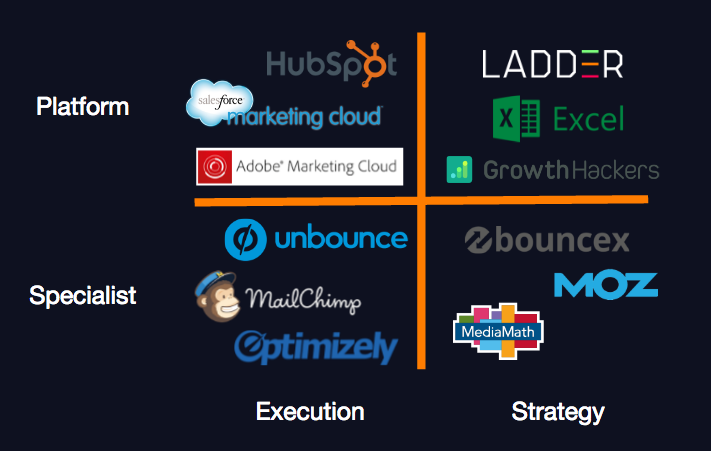 HubSpot
LADDER
Platform
salesforce
marketing cloud
Excel
Adobe® Marketing Cloud
GrowthHackers
unbounce
bouncex
Specialist
MailChimp
MOZ
MediaMath
Optimizely
Execution
Strategy